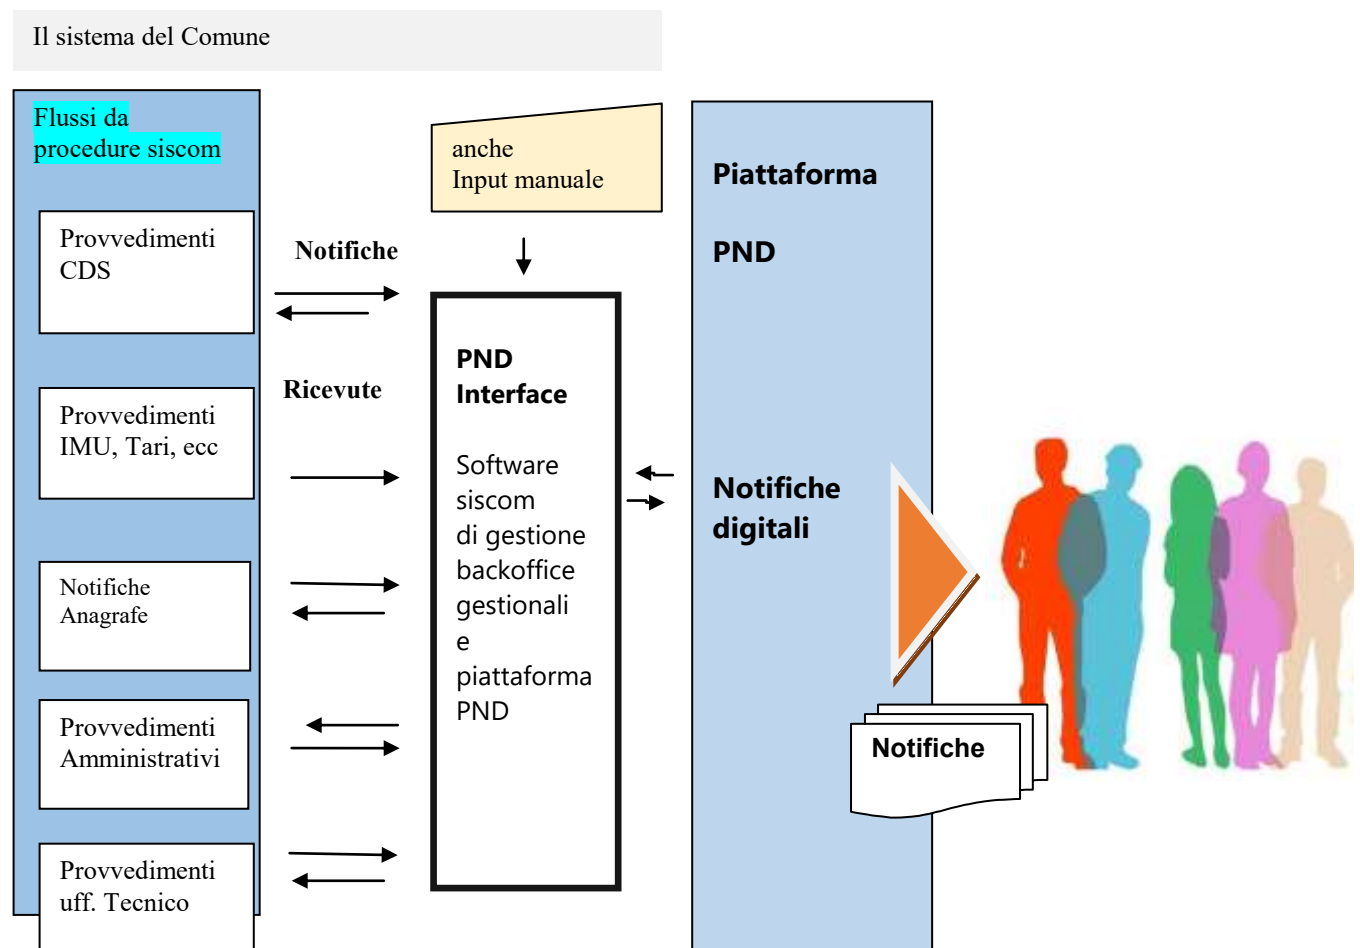 Il sistema del Comune
Flussi da
procedure siscom
Provvedimenti
CDS
Provvedimenti
IMU, Tari, ecc
Notifiche
Anagrafe
Provvedimenti
Amministrativi
Provvedimenti
uff. Tecnico
Notifiche
Ricevute
anche
Input manuale
PND
Interface
Software
siscom
di gestione
backoffice
gestionali
e
piattaforma
PND
Piattaforma
PND
Notifiche
digitali
Notifiche